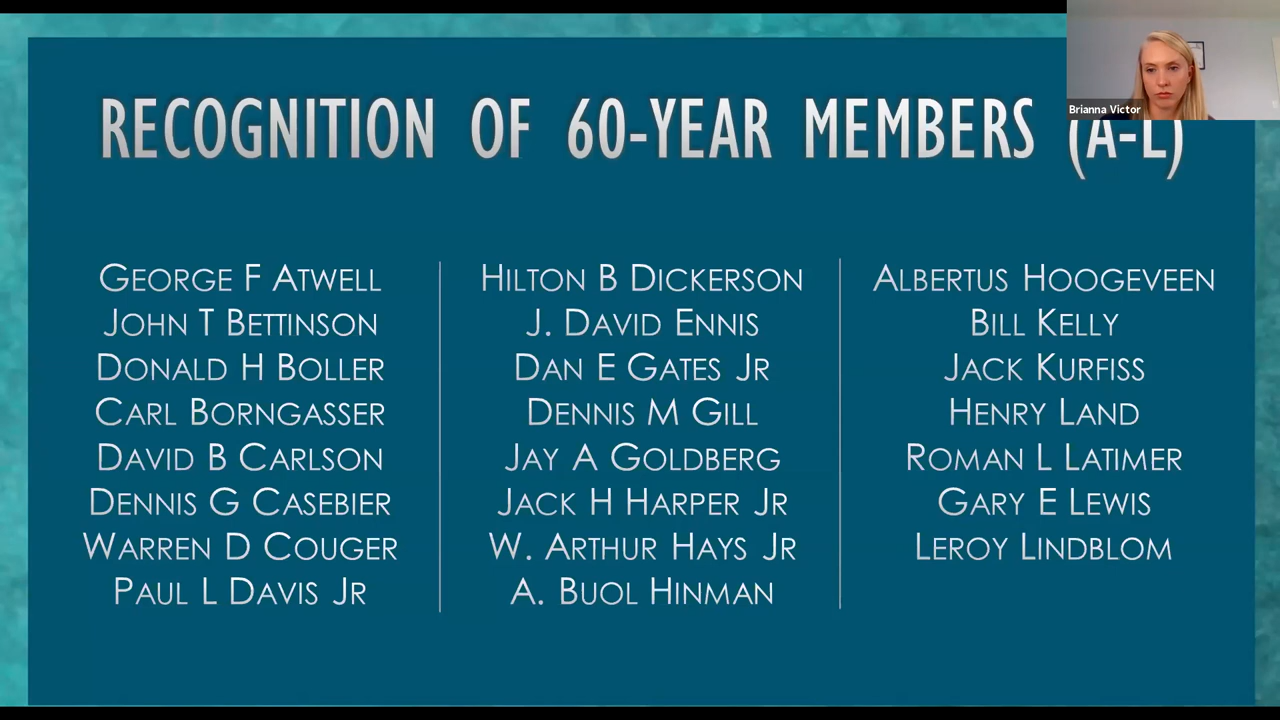 RECOGNITION OF 60-YEAR MEMBERS (A-L)
Brianna Victor
GEORGE F ATWELL
JOHN T BETTINSON
DONALD H BOLLER
CARL BORNGASSER
DAVID B CARLSON
DENNIS G CASEBIER
WARREN D COUGER
PAUL L DAVIS JR
HILTON B DICKERSON
J. DAVID ENNIS
DAN E GATES JR
DENNIS M GILL
JAY A GOLDBERG
JACK H HARPER JR
W. ARTHUR HAYS JR
A. BUOL HINMAN
ALBERTUS HOOGEVEEN
BILL KELLY
JACK KURFISS
HENRY LAND
ROMAN L LATIMER
GARY E LEWIS
LEROY LINDBLOM